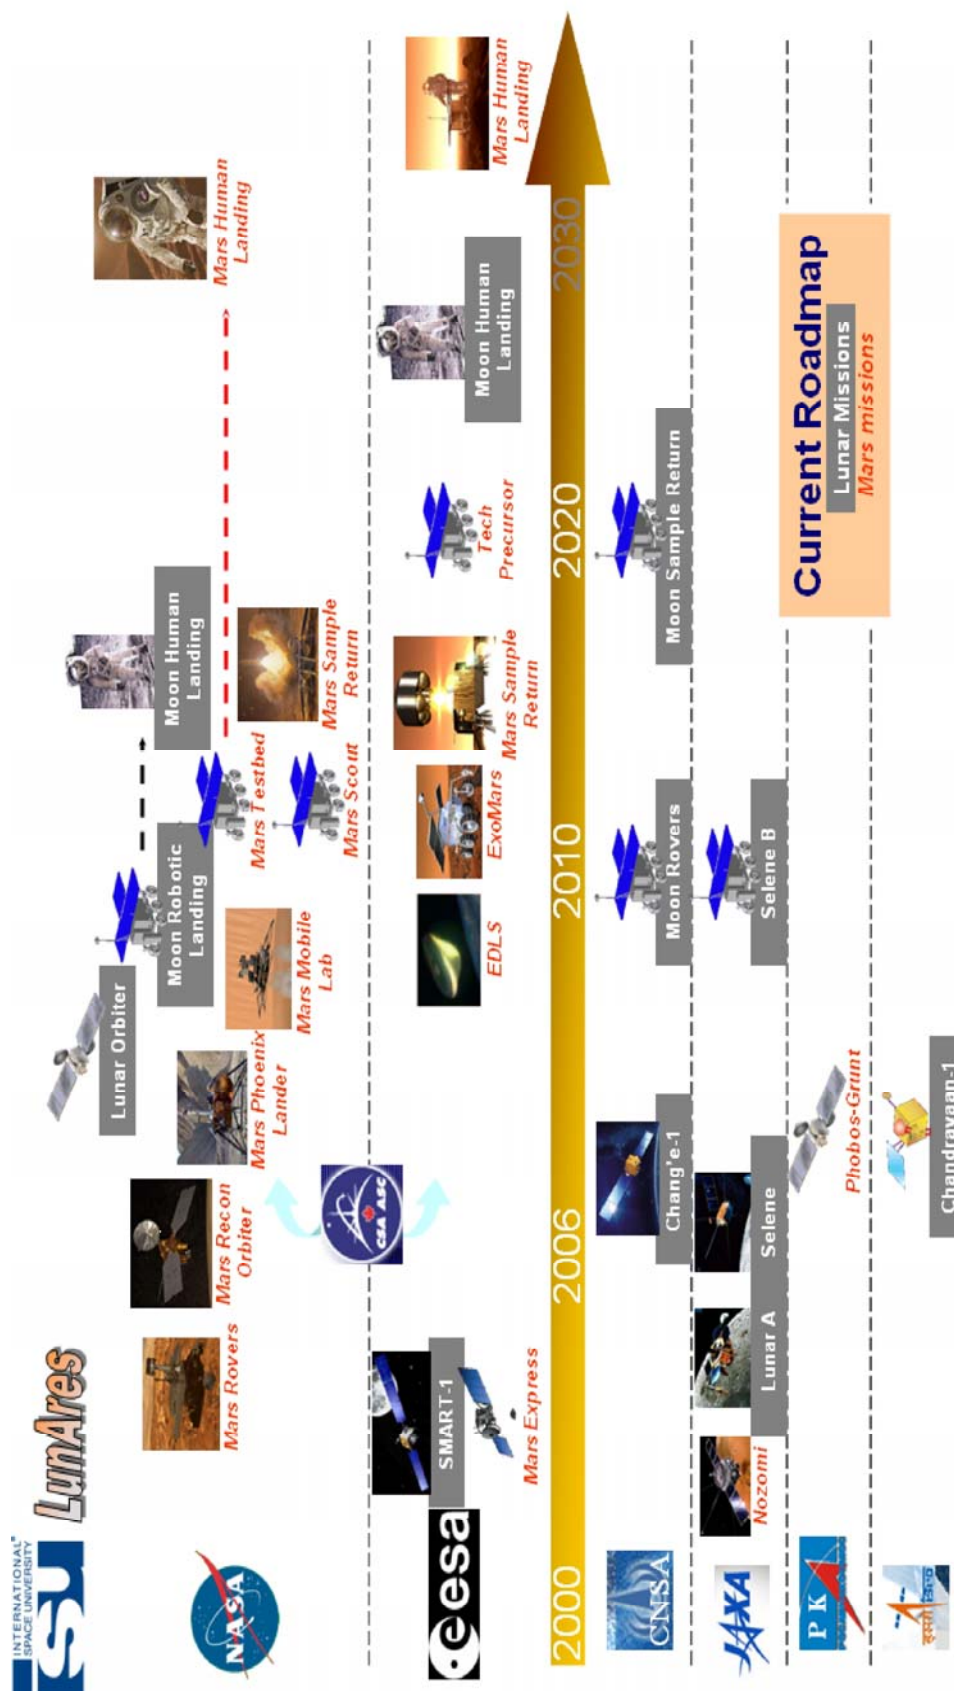 INTERNATIONAL
SPACE UNIVERSITY
isu
LunAres
NASA
Mars Rovers
Mars Recon
Orbiter
Mars Phoenix
Lander
Lunar Orbiter
Mars Mobile
Lab
Moon Robotic
Landing
Mars Testbed
Mars Scout
Moon Human
Landing
Mars Sample
Return
Mars Human
Landing
CSA ASC
esa
SMART-1
Mars Express
EDLS
ExoMars
Mars Sample
Return
Tech
Precursor
Moon Human
Landing
Mars Human
Landing
2000
2006
2010
2020
2030
CNSA
Chang'e-1
Moon Rovers
Moon Sample Return
JAXA
Nozomi
Lunar A
Selene
Selene B
Current Roadmap
Lunar Missions
Mars missions
PK
Phobos-Grunt
इसरो
Chandrayaan-1